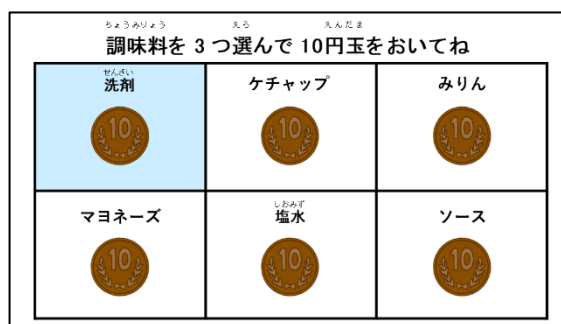 ちょうみりょう えら えんだま
調味料を3つ選んで10円玉をおいてね
せんざい
洗剤 ケチャップ みりん
10 10 10
しおみず
マヨネーズ 塩水 ソース
10 10 10